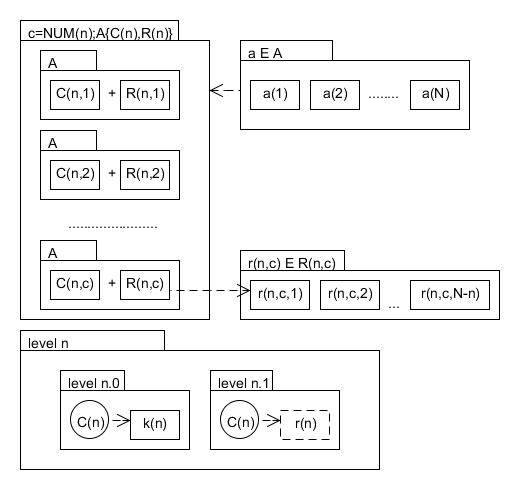 c=NUM(n);A{C(n),R(n)}
A
C(n,1) + R(n,1)
A
C(n,2) + R(n,2)
......................
A
C(n,c) + R(n,c)
a E A
a(1) a(2) ........ a(N)
r(n,c) E R(n,c)
r(n,c,1) r(n,c,2) ... r(n,c,N-n)
level n
level n.0
C(n) k(n)
level n.1
C(n) r(n)